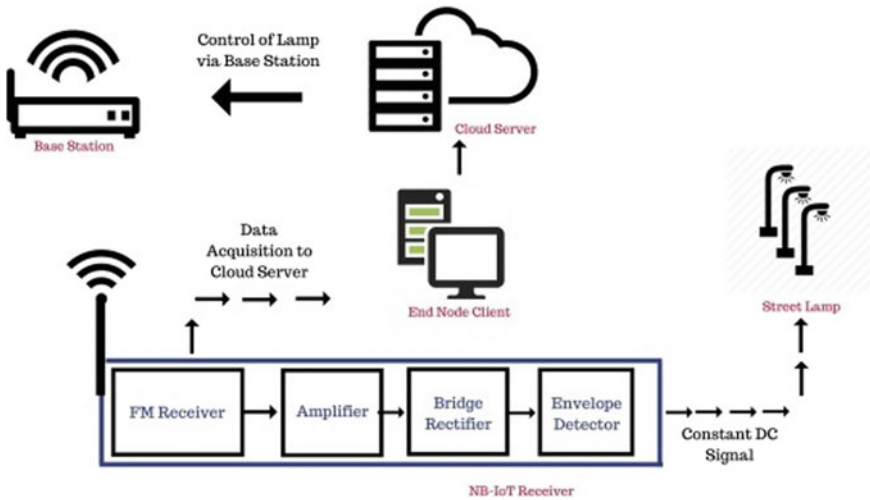 Control of Lamp
via Base Station
Base Station
Cloud Server
Data
Acquisition to
Cloud Server
End Node Client
Street Lamp
FM Receiver
Amplifier
Bridge
Rectifier
Envelope
Detector
Constant DC
Signal
NB-IoT Receiver